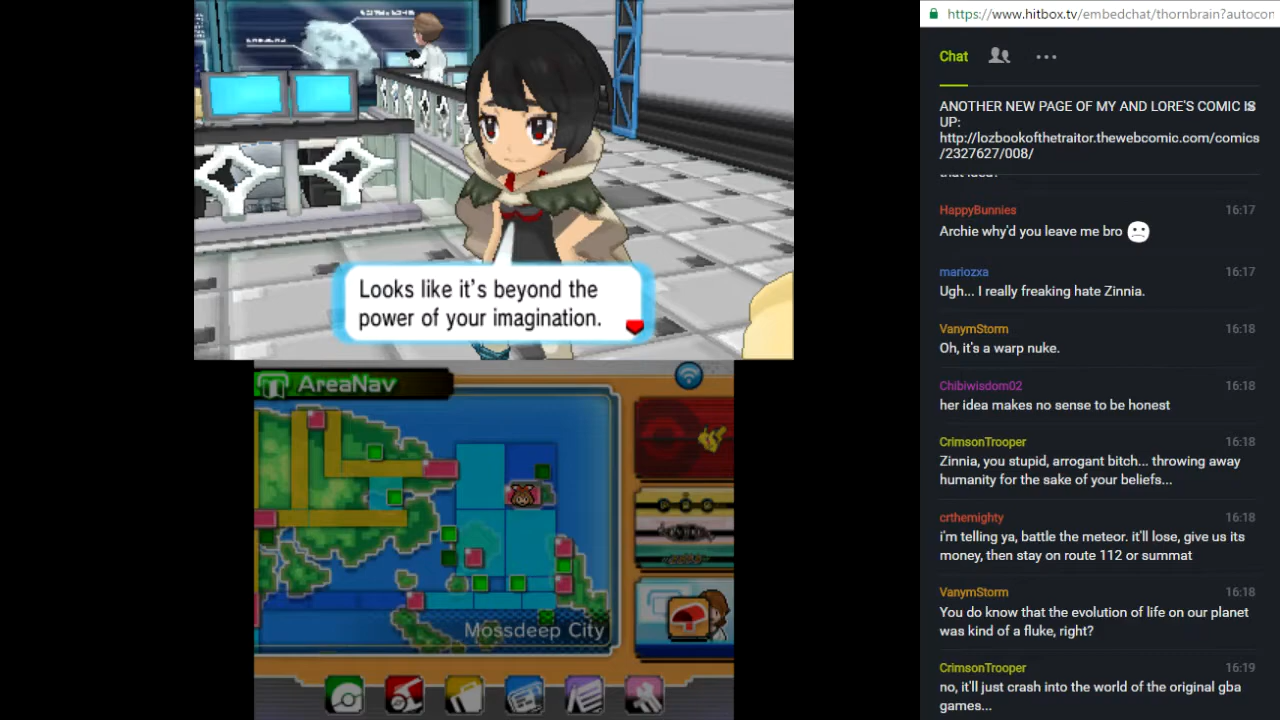 Looks like it's beyond the
power of your imagination.
AreaNav
Mossdeep City
https://www.hitbox.tv/embedchat/thornbrain?autocon
Chat
ANOTHER NEW PAGE OF MY AND LORE'S COMIC IS
UP:
http://lozbookofthetraitor.thewebcomic.com/comics
/2327627/008/
that idea?
HappyBunnies 16:17
Archie why'd you leave me bro
mariozxa 16:17
Ugh... I really freaking hate Zinnia.
VanymStorm 16:18
Oh, it's a warp nuke.
Chibiwisdom02 16:18
her idea makes no sense to be honest
CrimsonTrooper 16:18
Zinnia, you stupid, arrogant bitch... throwing away
humanity for the sake of your beliefs...
crthemighty 16:18
i'm telling ya, battle the meteor. it'll lose, give us its
money, then stay on route 112 or summat
VanymStorm 16:18
You do know that the evolution of life on our planet
was kind of a fluke, right?
CrimsonTrooper 16:19
no, it'll just crash into the world of the original gba
games...